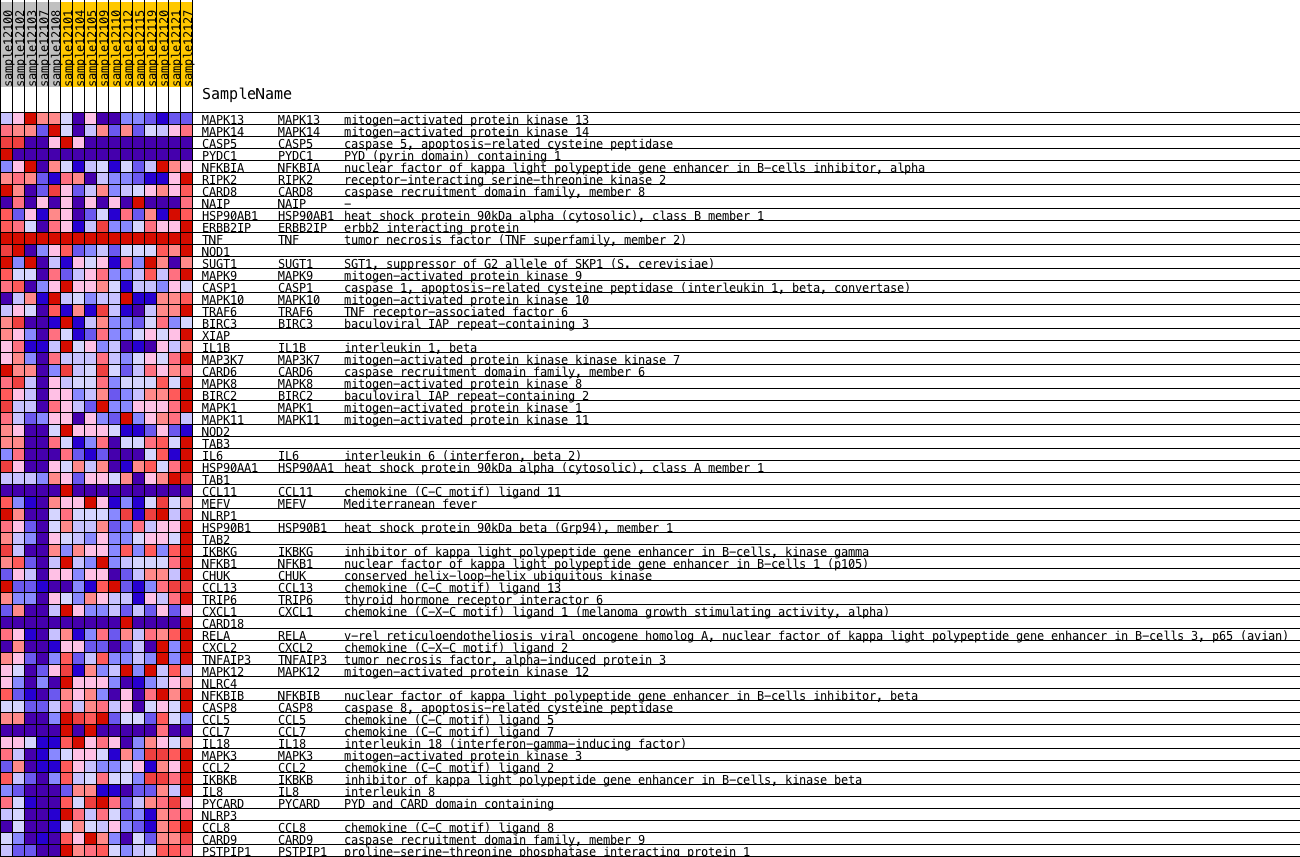 sample12100
sample12102
sample12103
sample12107
sample12108
sample12101
sample12104
sample12105
sample12109
sample12110
sample12112
sample12115
sample12119
sample12120
sample12121
sample12127
SampleName
MAPK13 MAPK13 mitogen-activated protein kinase 13
MAPK14 MAPK14 mitogen-activated protein kinase 14
CASP5 CASP5 caspase 5, apoptosis-related cysteine peptidase
PYDC1 PYDC1 PYD (pyrin domain) containing 1
NFKBIA NFKBIA nuclear factor of kappa light polypeptide gene enhancer in B-cells inhibitor, alpha
RIPK2 RIPK2 receptor-interacting serine-threonine kinase 2
CARD8 CARD8 caspase recruitment domain family, member 8
NAIP NAIP -
HSP90AB1 HSP90AB1 heat shock protein 90kDa alpha (cytosolic), class B member 1
ERBB2IP ERBB2IP erbb2 interacting protein
TNF TNF tumor necrosis factor (TNF superfamily, member 2)
NOD1
SUGT1 SUGT1 SGT1, suppressor of G2 allele of SKP1 (S. cerevisiae)
MAPK9 MAPK9 mitogen-activated protein kinase 9
CASP1 CASP1 caspase 1, apoptosis-related cysteine peptidase (interleukin 1, beta, convertase)
MAPK10 MAPK10 mitogen-activated protein kinase 10
TRAF6 TRAF6 TNF receptor-associated factor 6
BIRC3 BIRC3 baculoviral IAP repeat-containing 3
XIAP
IL1B IL1B interleukin 1, beta
MAP3K7 MAP3K7 mitogen-activated protein kinase kinase kinase 7
CARD6 CARD6 caspase recruitment domain family, member 6
MAPK8 MAPK8 mitogen-activated protein kinase 8
BIRC2 BIRC2 baculoviral IAP repeat-containing 2
MAPK1 MAPK1 mitogen-activated protein kinase 1
MAPK11 MAPK11 mitogen-activated protein kinase 11
NOD2
TAB3
IL6 IL6 interleukin 6 (interferon, beta 2)
HSP90AA1 HSP90AA1 heat shock protein 90kDa alpha (cytosolic), class A member 1
TAB1
CCL11 CCL11 chemokine (C-C motif) ligand 11
MEFV MEFV Mediterranean fever
NLRP1
HSP90B1 HSP90B1 heat shock protein 90kDa beta (Grp94), member 1
TAB2
IKBKG IKBKG inhibitor of kappa light polypeptide gene enhancer in B-cells, kinase gamma
NFKB1 NFKB1 nuclear factor of kappa light polypeptide gene enhancer in B-cells 1 (p105)
CHUK CHUK conserved helix-loop-helix ubiquitous kinase
CCL13 CCL13 chemokine (C-C motif) ligand 13
TRIP6 TRIP6 thyroid hormone receptor interactor 6
CXCL1 CXCL1 chemokine (C-X-C motif) ligand 1 (melanoma growth stimulating activity, alpha)
CARD18
RELA RELA v-rel reticuloendotheliosis viral oncogene homolog A, nuclear factor of kappa light polypeptide gene enhancer in B-cells 3, p65 (avian)
CXCL2 CXCL2 chemokine (C-X-C motif) ligand 2
TNFAIP3 TNFAIP3 tumor necrosis factor, alpha-induced protein 3
MAPK12 MAPK12 mitogen-activated protein kinase 12
NLRC4
NFKBIB NFKBIB nuclear factor of kappa light polypeptide gene enhancer in B-cells inhibitor, beta
CASP8 CASP8 caspase 8, apoptosis-related cysteine peptidase
CCL5 CCL5 chemokine (C-C motif) ligand 5
CCL7 CCL7 chemokine (C-C motif) ligand 7
IL18 IL18 interleukin 18 (interferon-gamma-inducing factor)
MAPK3 MAPK3 mitogen-activated protein kinase 3
CCL2 CCL2 chemokine (C-C motif) ligand 2
IKBKB IKBKB inhibitor of kappa light polypeptide gene enhancer in B-cells, kinase beta
IL8 IL8 interleukin 8
PYCARD PYCARD PYD and CARD domain containing
NLRP3
CCL8 CCL8 chemokine (C-C motif) ligand 8
CARD9 CARD9 caspase recruitment domain family, member 9
PSTPIP1 PSTPIP1 proline-serine-threonine phosphatase interacting protein 1